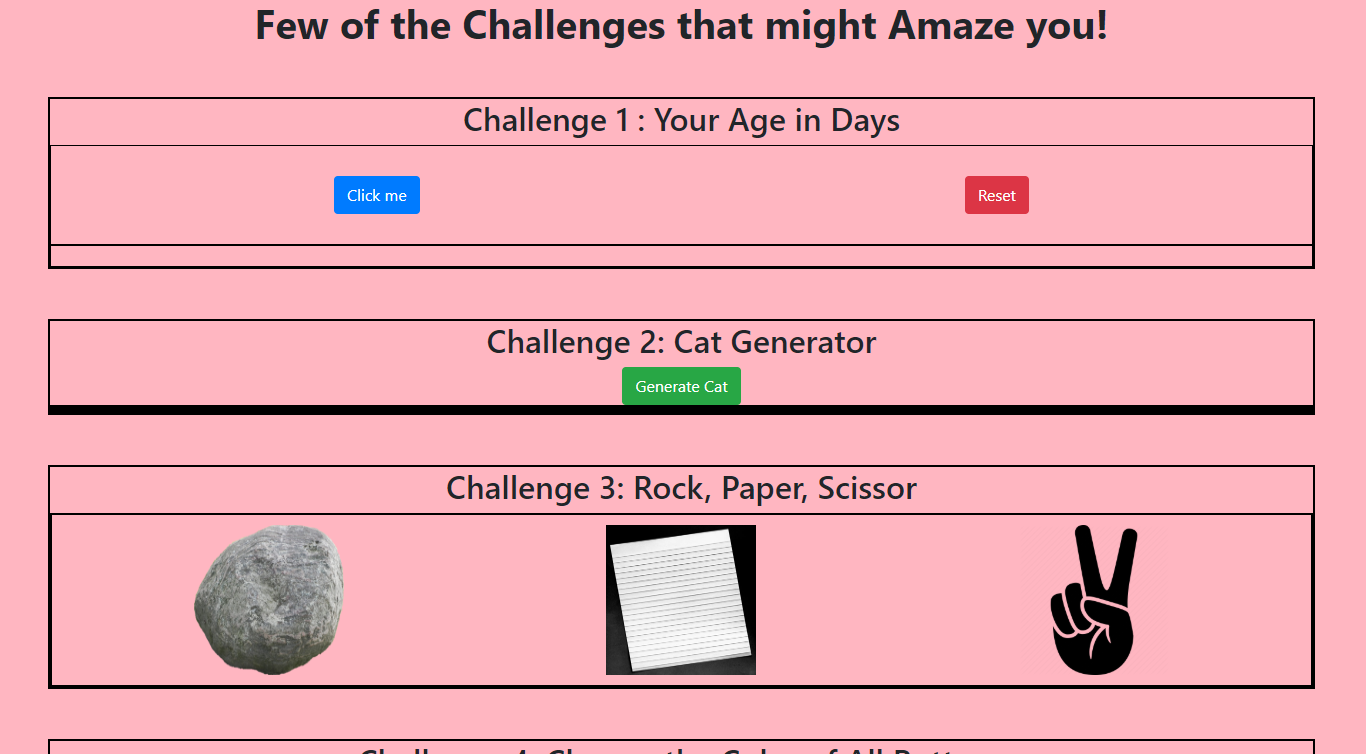 Few of the Challenges that might Amaze you!
Challenge 1 : Your Age in Days
Click me
Reset
Challenge 2: Cat Generator
Generate Cat
Challenge 3: Rock, Paper, Scissor